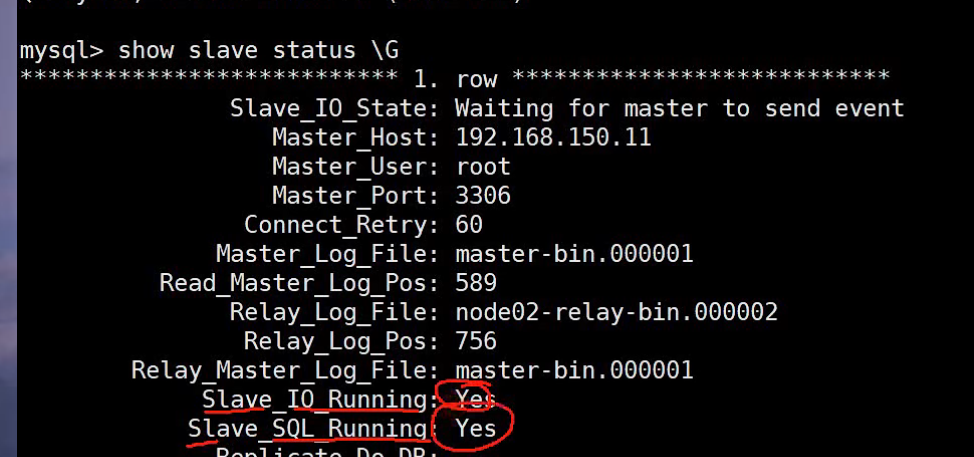 mysql> show slave status \G
*************************** 1. row ***************************
Slave_IO_State: Waiting for master to send event
Master_Host: 192.168.150.11
Master_User: root
Master_Port: 3306
Connect_Retry: 60
Master_Log_File: master-bin.000001
Read_Master_Log_Pos: 589
Relay_Log_File: node02-relay-bin.000002
Relay_Log_Pos: 756
Relay_Master_Log_File: master-bin.000001
Slave_IO_Running: Yes
Slave_SQL_Running: Yes
Replicate_Do_DB: